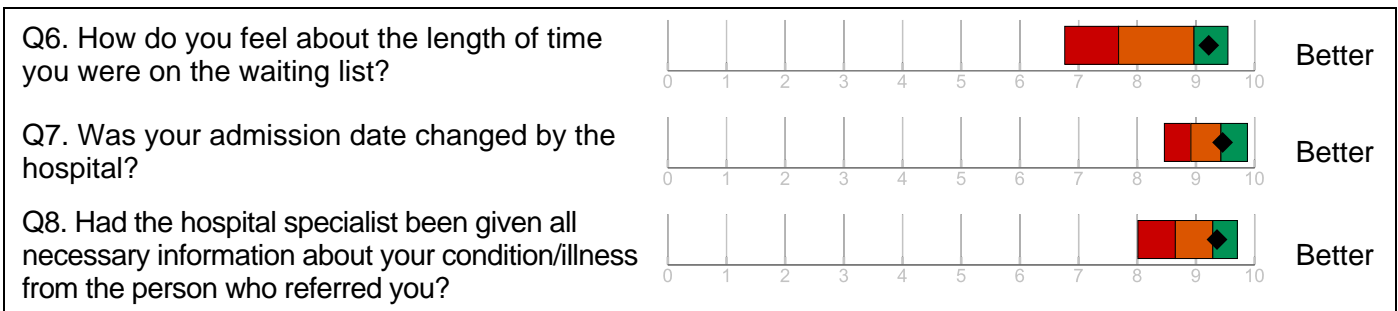 Q6. How do you feel about the length of time
you were on the waiting list?
0 1 2 3 4 5 6 7 8 9 10
Better
Q7. Was your admission date changed by the
hospital?
0 1 2 3 4 5 6 7 8 9 10
Better
Q8. Had the hospital specialist been given all
necessary information about your condition/illness
from the person who referred you?
0 1 2 3 4 5 6 7 8 9 10
Better